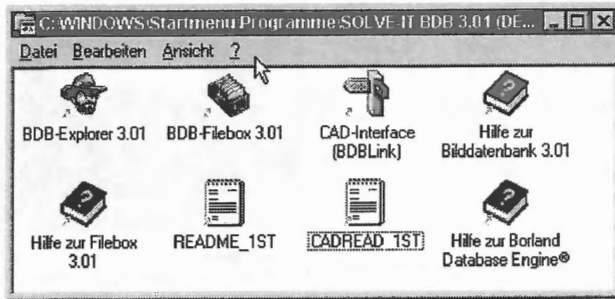 C:\WINDOWS\Startmenü\Programme\SOLVE-IT BDB 3.01 (DE...
Datei Bearbeiten Ansicht ?
BDB-Explorer 3.01
BDB-Filebox 3.01
CAD-Interface
(BDBLink)
Hilfe zur
Bilddatenbank 3.01
Hilfe zur Filebox
3.01
README_1ST
CADREAD_1ST
Hilfe zur Borland
Database Engine®